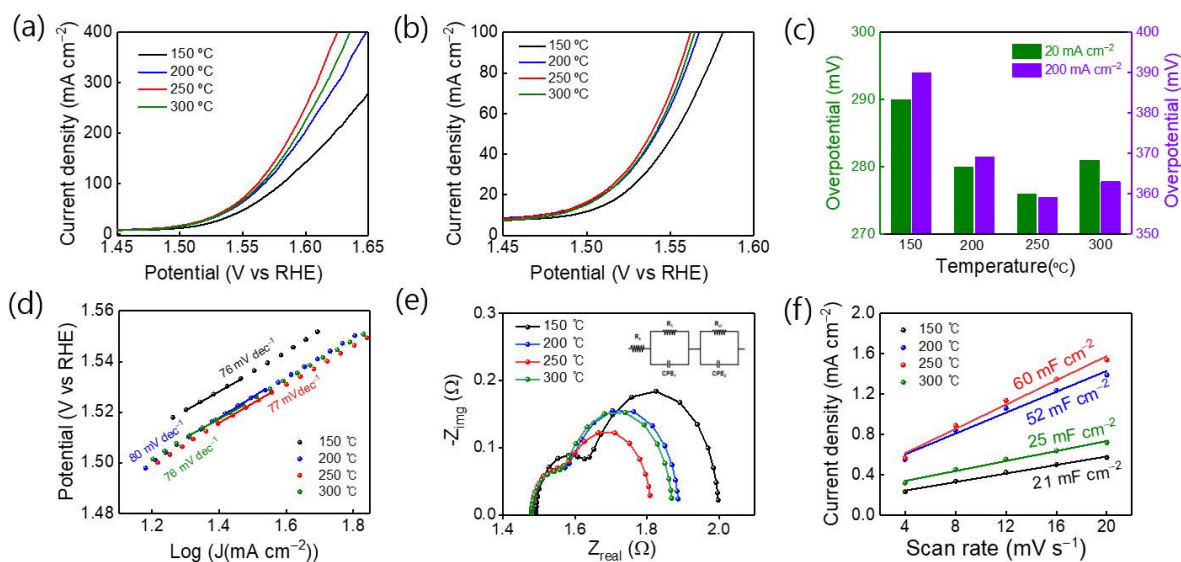 (a)
Current density (mA cm⁻²)
400
300
200
100
0
150 ºC
200 ºC
250 ºC
300 ºC
1.45 1.50 1.55 1.60 1.65
Potential (V vs RHE)
(b)
Current density (mA cm⁻²)
100
80
60
40
20
0
150 ºC
200 ºC
250 ºC
300 ºC
1.45 1.50 1.55 1.60
Potential (V vs RHE)
(c)
Overpotential (mV)
300
290
280
270
20 mA cm⁻²
200 mA cm⁻²
400
390
380
370
360
350
Overpotential (mV)
150 200 250 300
Temperature(ºC)
(d)
Potential (V vs RHE)
1.56
1.54
1.52
1.50
1.48
76 mV dec⁻¹
80 mV dec⁻¹
77 mVdec⁻¹
76 mV dec⁻¹
150 ℃
200 ℃
250 ℃
300 ℃
1.2 1.4 1.6 1.8
Log (J(mA cm⁻²))
(e)
-Zimg (Ω)
0.3
0.2
0.1
0.0
150 ℃
200 ℃
250 ℃
300 ℃
1.4 1.6 1.8 2.0
Zreal (Ω)
(f)
Current density (mA cm⁻²)
2.4
1.8
1.2
0.6
0.0
150 ℃
200 ℃
250 ℃
300 ℃
60 mF cm⁻²
52 mF cm⁻²
25 mF cm⁻²
21 mF cm⁻²
4 8 12 16 20
Scan rate (mV s⁻¹)